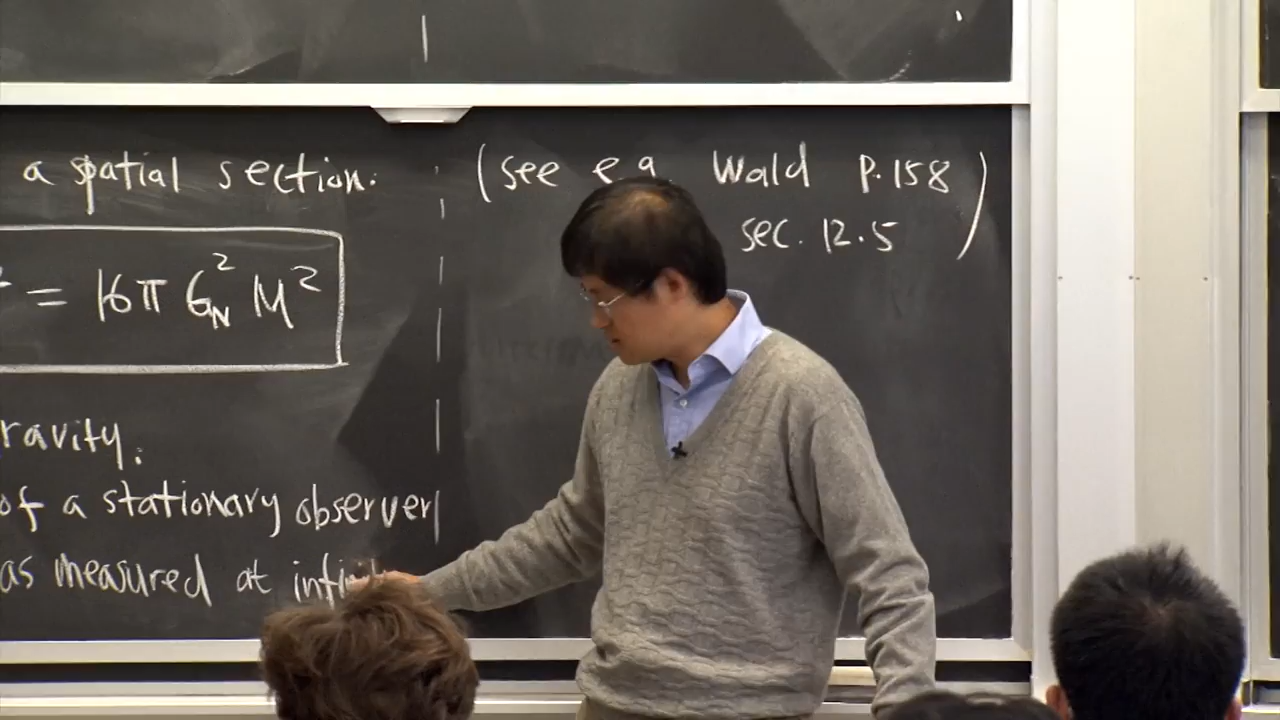 a spatial section.
= 16π G_N^2 M^2
ravity.
of a stationary observer
as measured at
(see e.g. Wald P.158
sec. 12.5)